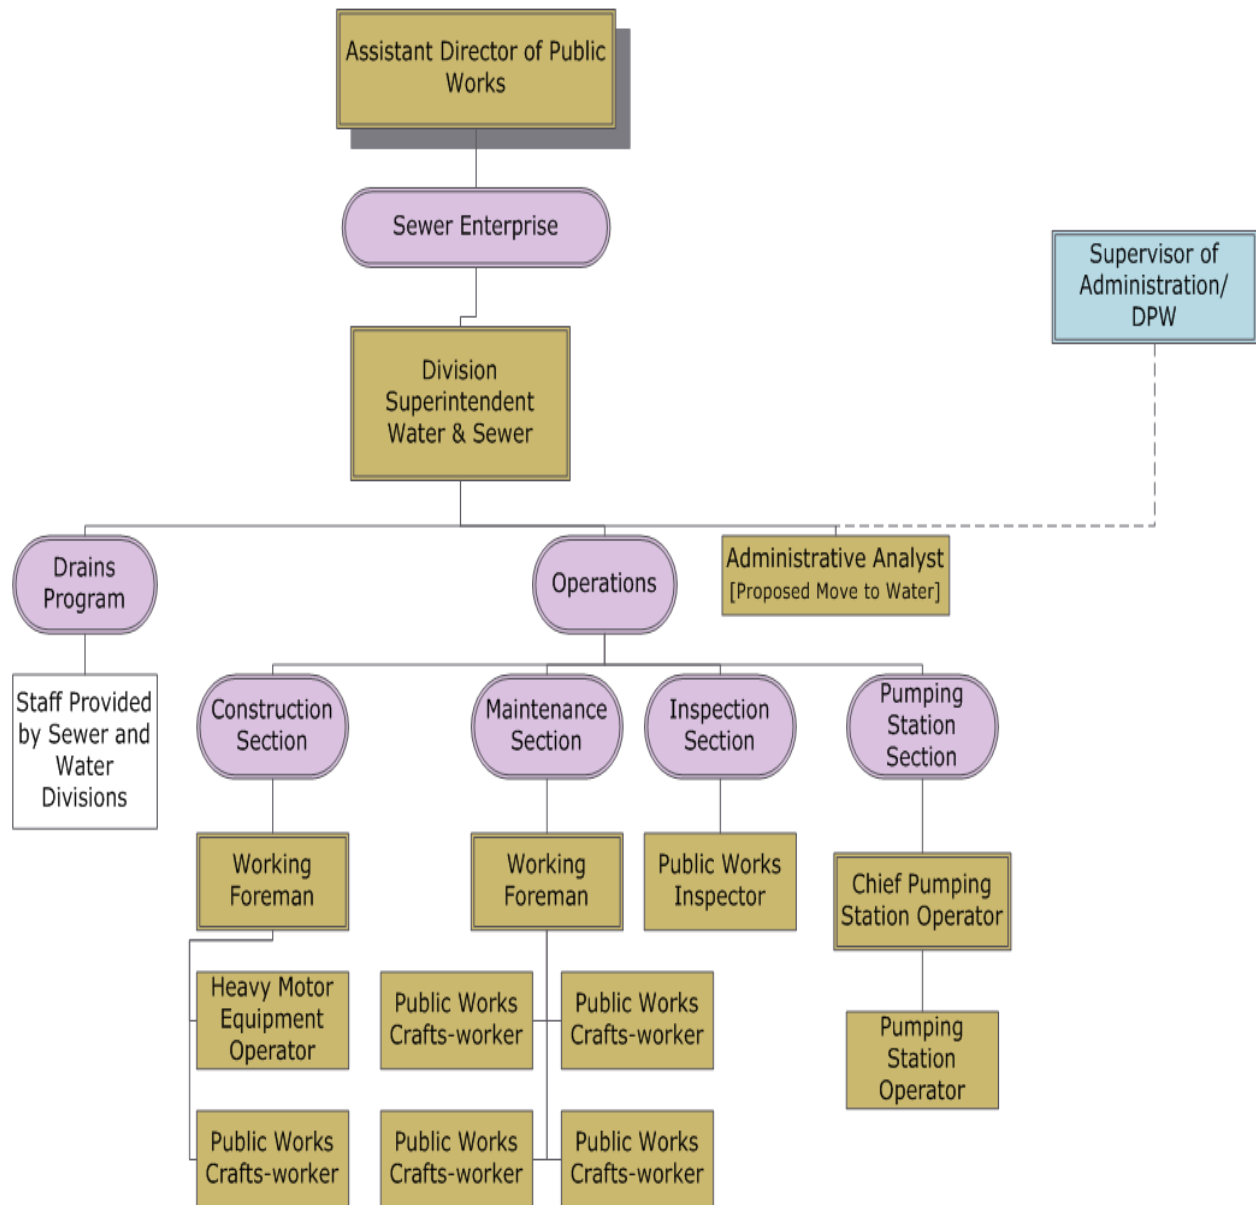 Assistant Director of Public
Works
Sewer Enterprise
Supervisor of
Administration/
DPW
Division
Superintendent
Water & Sewer
Drains
Program
Operations
Administrative Analyst
[Proposed Move to Water]
Staff Provided
by Sewer and
Water
Divisions
Construction
Section
Maintenance
Section
Inspection
Section
Pumping
Station
Section
Working
Foreman
Working
Foreman
Public Works
Inspector
Chief Pumping
Station Operator
Heavy Motor
Equipment
Operator
Public Works
Crafts-worker
Public Works
Crafts-worker
Pumping
Station
Operator
Public Works
Crafts-worker
Public Works
Crafts-worker
Public Works
Crafts-worker